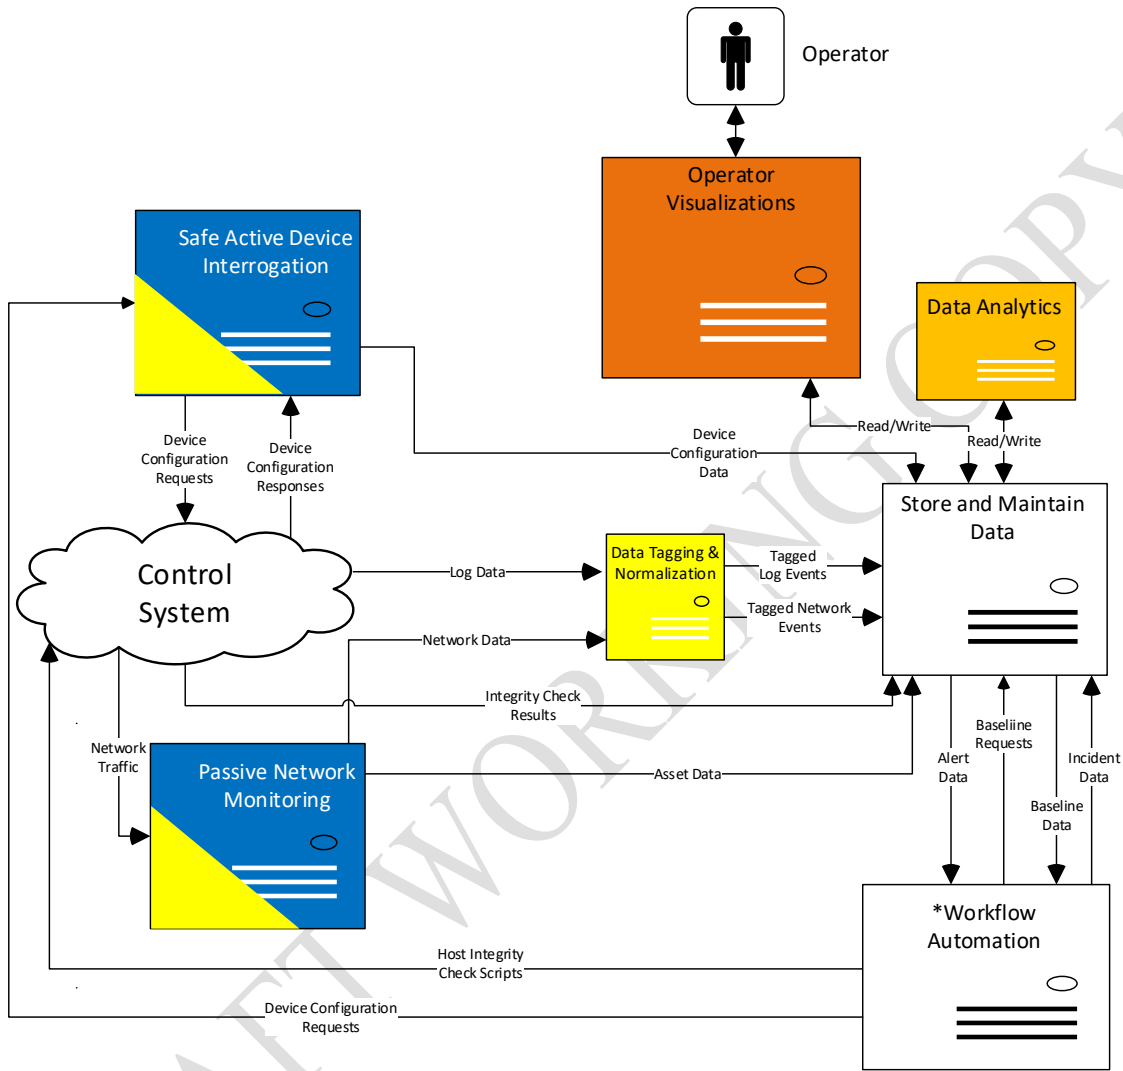 Operator
Operator
Visualizations
Safe Active Device
Interrogation
Data Analytics
Device
Configuration
Requests
Device
Configuration
Responses
Device
Configuration
Data
Read/Write
Read/Write
Store and Maintain
Data
Control
System
Log Data
Data Tagging &
Normalization
Tagged
Log Events
Tagged Network
Events
Network Data
Integrity Check
Results
Network
Traffic
Passive Network
Monitoring
Asset Data
Alert
Data
Baseliine
Requests
Baseline
Data
Incident
Data
*Workflow
Automation
Host Integrity
Check Scripts
Device Configuration
Requests
AFT WORKING COPY